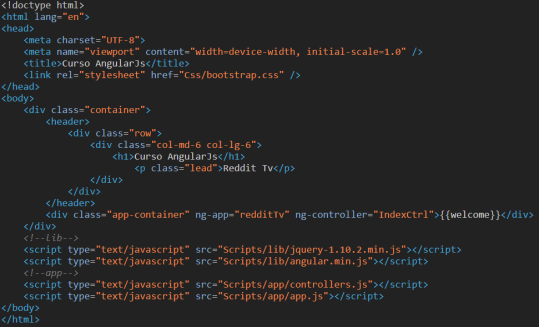 <!doctype html>
<html lang="en">
<head>
    <meta charset="UTF-8">
    <meta name="viewport" content="width=device-width, initial-scale=1.0" />
    <title>Curso AngularJs</title>
    <link rel="stylesheet" href="Css/bootstrap.css" />
</head>
<body>
    <div class="container">
        <header>
            <div class="row">
                <div class="col-md-6 col-lg-6">
                    <h1>Curso AngularJs</h1>
                        <p class="lead">Reddit Tv</p>
                </div>
            </div>
        </header>
        <div class="app-container" ng-app="redditTv" ng-controller="IndexCtrl">{{welcome}}</div>
    </div>
    <!--lib-->
    <script type="text/javascript" src="Scripts/lib/jquery-1.10.2.min.js"></script>
    <script type="text/javascript" src="Scripts/lib/angular.min.js"></script>
    <!--app-->
    <script type="text/javascript" src="Scripts/app/controllers.js"></script>
    <script type="text/javascript" src="Scripts/app/app.js"></script>
</body>
</html>